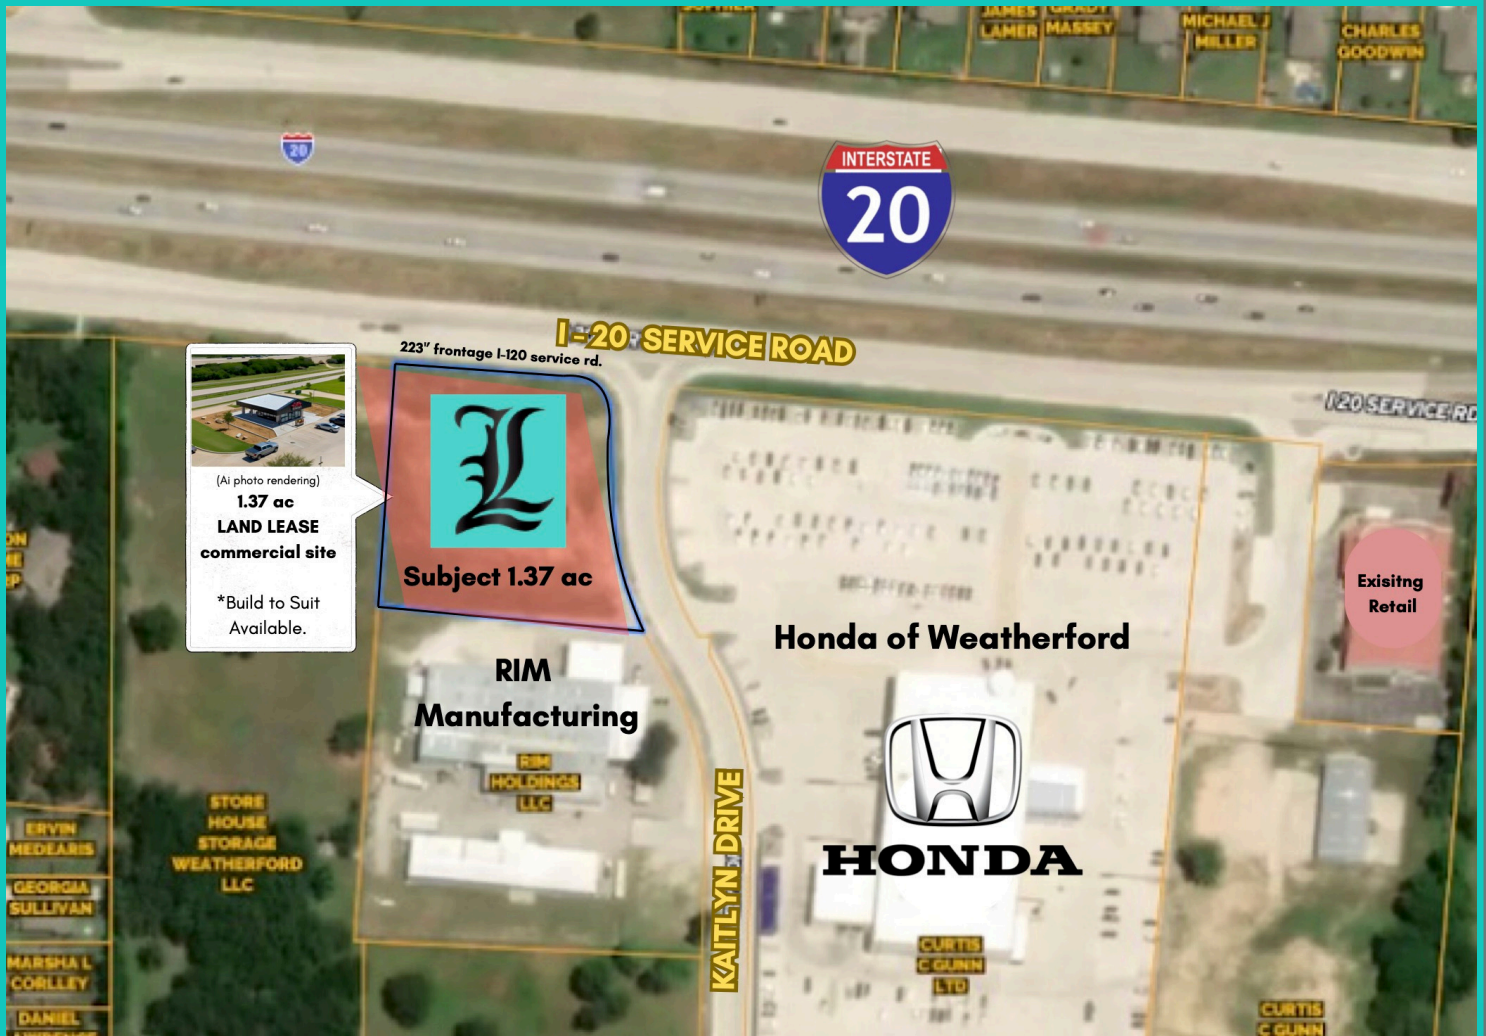 JAMES
LAMER
GRADY
MASSEY
MICHAEL J
MILLER
CHARLES
GOODWIN
20
INTERSTATE
20
I - 20 SERVICE ROAD
223" frontage I-120 service rd.
I 20 SERVICE RD
L
Subject 1.37 ac
(Ai photo rendering)
1.37 ac
LAND LEASE
commercial site
*Build to Suit
Available.
Exisitng
Retail
Honda of Weatherford
RIM
Manufacturing
RIM
HOLDINGS
LLC
HONDA
KAITLYN DRIVE
STORE
HOUSE
STORAGE
WEATHERFORD
LLC
ERVIN
MEDEARIS
GEORGIA
SULLIVAN
MARSHA L
CORLLEY
DANIEL
CURTIS
C GUNN
LTD
CURTIS
C GUNN